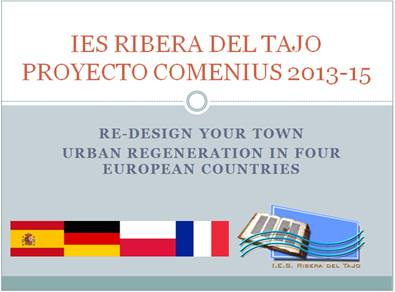 IES RIBERA DEL TAJO
PROYECTO COMENIUS 2013-15
RE-DESIGN YOUR TOWN
URBAN REGENERATION IN FOUR
EUROPEAN COUNTRIES
I.E.S. RIBERA DEL TAJO